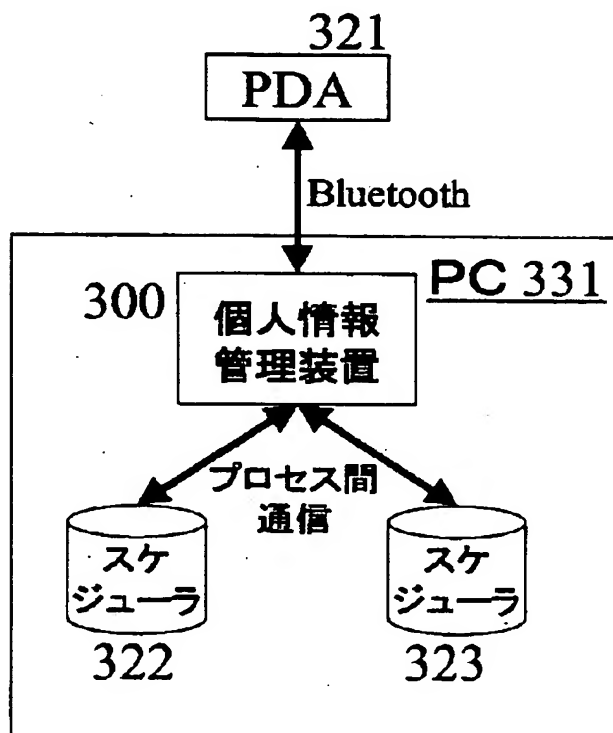 321
PDA
Bluetooth
PC 331
300
個人情報
管理装置
プロセス間
通信
スケ
ジューラ
スケ
ジューラ
322
323